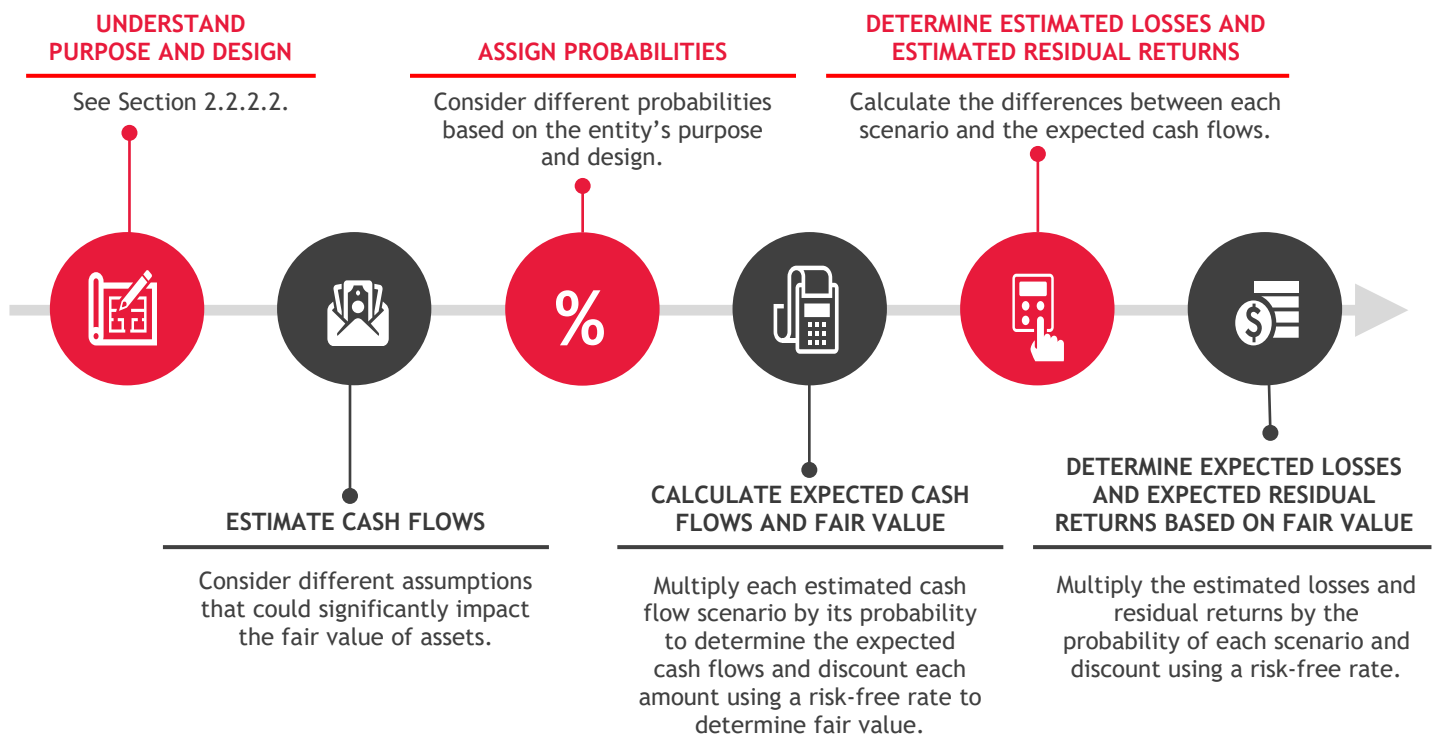 UNDERSTAND
PURPOSE AND DESIGN
See Section 2.2.2.2.
ESTIMATE CASH FLOWS
Consider different assumptions
that could significantly impact
the fair value of assets.
ASSIGN PROBABILITIES
Consider different probabilities
based on the entity’s purpose
and design.
%
CALCULATE EXPECTED CASH
FLOWS AND FAIR VALUE
Multiply each estimated cash
flow scenario by its probability
to determine the expected
cash flows and discount each
amount using a risk-free rate to
determine fair value.
DETERMINE ESTIMATED LOSSES AND
ESTIMATED RESIDUAL RETURNS
Calculate the differences between each
scenario and the expected cash flows.
$
DETERMINE EXPECTED LOSSES
AND EXPECTED RESIDUAL
RETURNS BASED ON FAIR VALUE
Multiply the estimated losses and
residual returns by the
probability of each scenario and
discount using a risk-free rate.